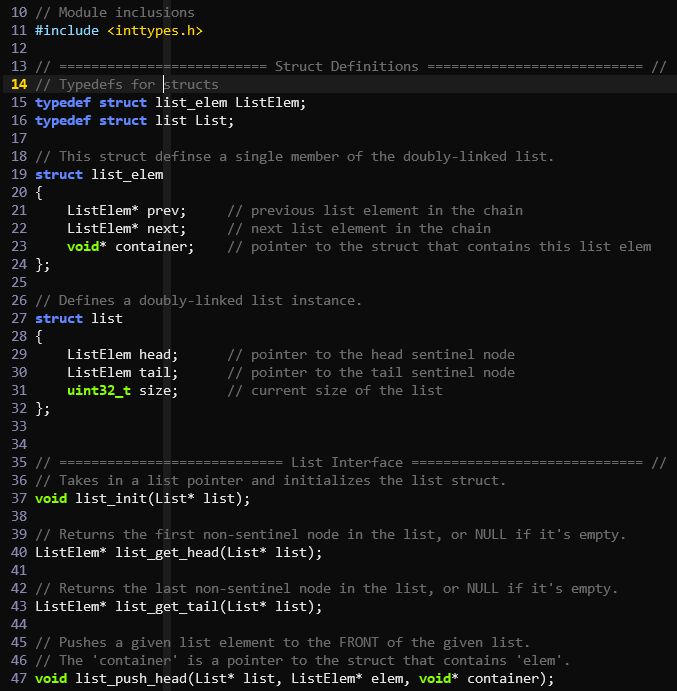 10 // Module inclusions
11 #include <inttypes.h>
12
13 // ========================== Struct Definitions =========================== //
14 // Typedefs for structs
15 typedef struct list_elem ListElem;
16 typedef struct list List;
17
18 // This struct definse a single member of the doubly-linked list.
19 struct list_elem
20 {
21     ListElem* prev;     // previous list element in the chain
22     ListElem* next;     // next list element in the chain
23     void* container;    // pointer to the struct that contains this list elem
24 };
25
26 // Defines a doubly-linked list instance.
27 struct list
28 {
29     ListElem head;      // pointer to the head sentinel node
30     ListElem tail;      // pointer to the tail sentinel node
31     uint32_t size;      // current size of the list
32 };
33
34
35 // ============================ List Interface ============================= //
36 // Takes in a list pointer and initializes the list struct.
37 void list_init(List* list);
38
39 // Returns the first non-sentinel node in the list, or NULL if it's empty.
40 ListElem* list_get_head(List* list);
41
42 // Returns the last non-sentinel node in the list, or NULL if it's empty.
43 ListElem* list_get_tail(List* list);
44
45 // Pushes a given list element to the FRONT of the given list.
46 // The 'container' is a pointer to the struct that contains 'elem'.
47 void list_push_head(List* list, ListElem* elem, void* container);